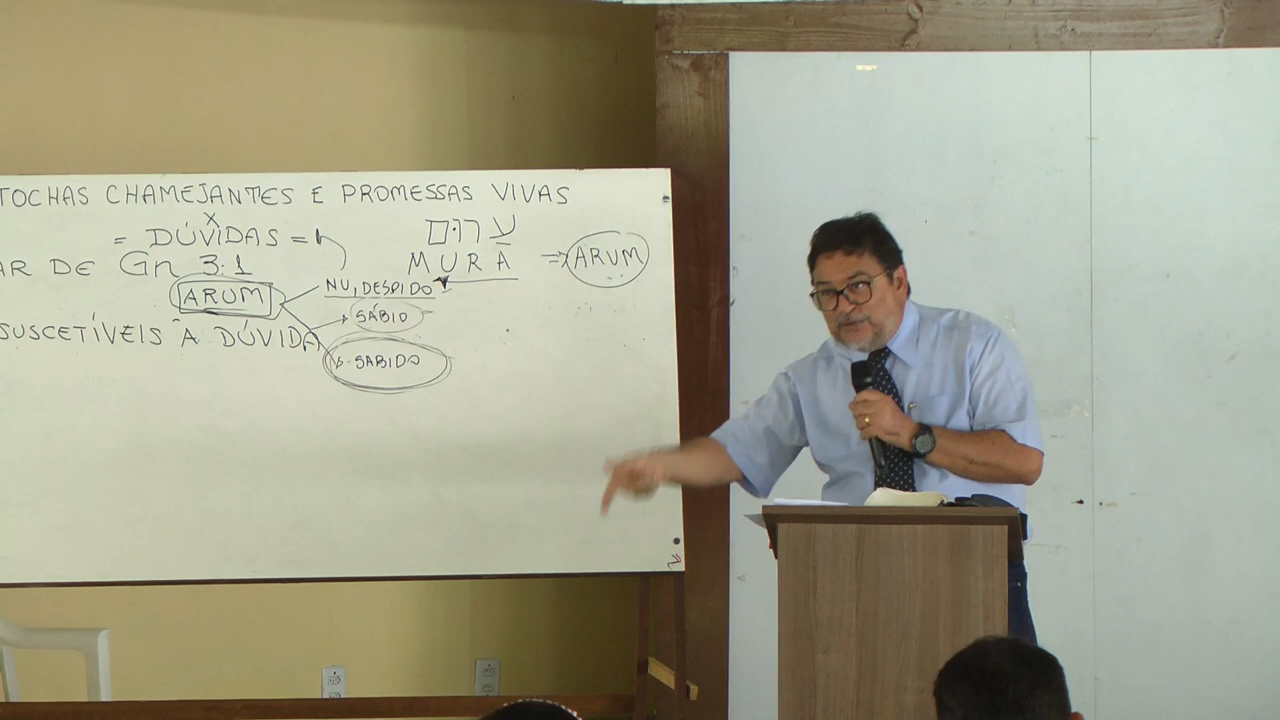 TOCHAS CHAMEJANTES E PROMESSAS VIVAS
X
= DÚVIDAS =
AR DE Gn 3:1
MURA => ARUM
ARUM
NU, DESPIDO
SÁBIO
SUSCETÍVEIS À DÚVIDA
SABIDO